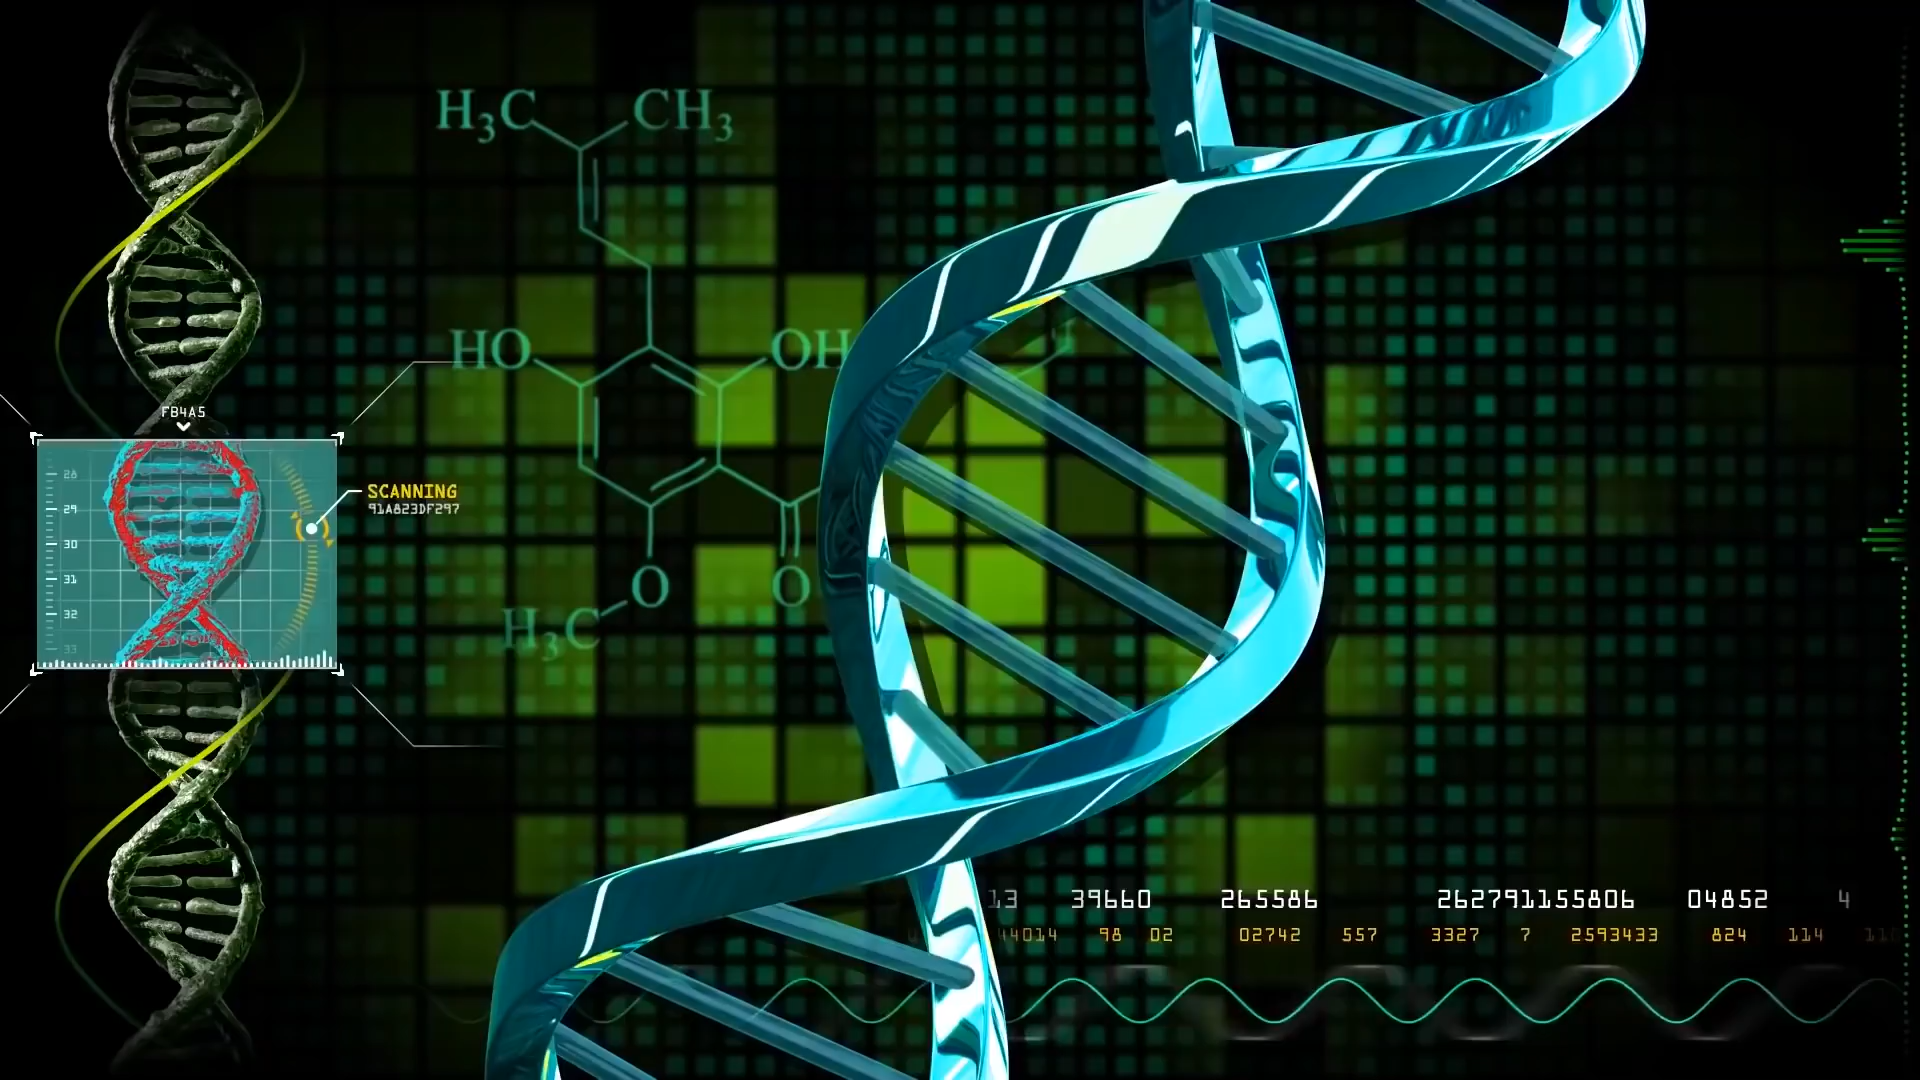 H₃C CH₃
HO OH
FB4A5
28
29
SCANNING
91A823DF297
30
31
32
33
O O
H₃C
13 39660 265586 262791155806 04852 4
44014 98 02 02742 557 3327 7 2593433 824 114